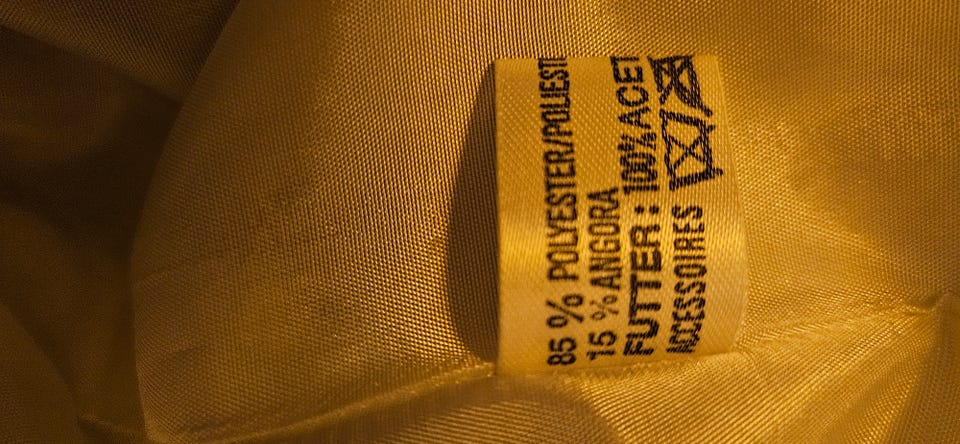 85 % POLYESTER/POLIEST
15 % ANGORA
FUTTER : 100% ACET
ACCESSOIRES